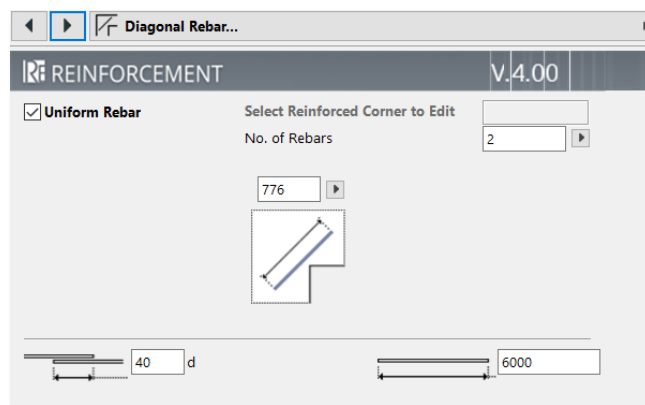 Diagonal Rebar...
REINFORCEMENT V.4.00
Uniform Rebar
Select Reinforced Corner to Edit
No. of Rebars 2
776
40 d
6000